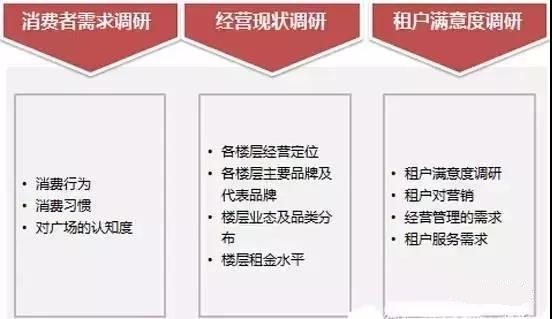 消费者需求调研
经营现状调研
租户满意度调研
• 消费行为
• 消费习惯
• 对广场的认知度
• 各楼层经营定位
• 各楼层主要品牌及
代表品牌
• 楼层业态及品类分
布
• 楼层租金水平
• 租户满意度调研
• 租户对营销
• 经营管理的需求
• 租户服务需求